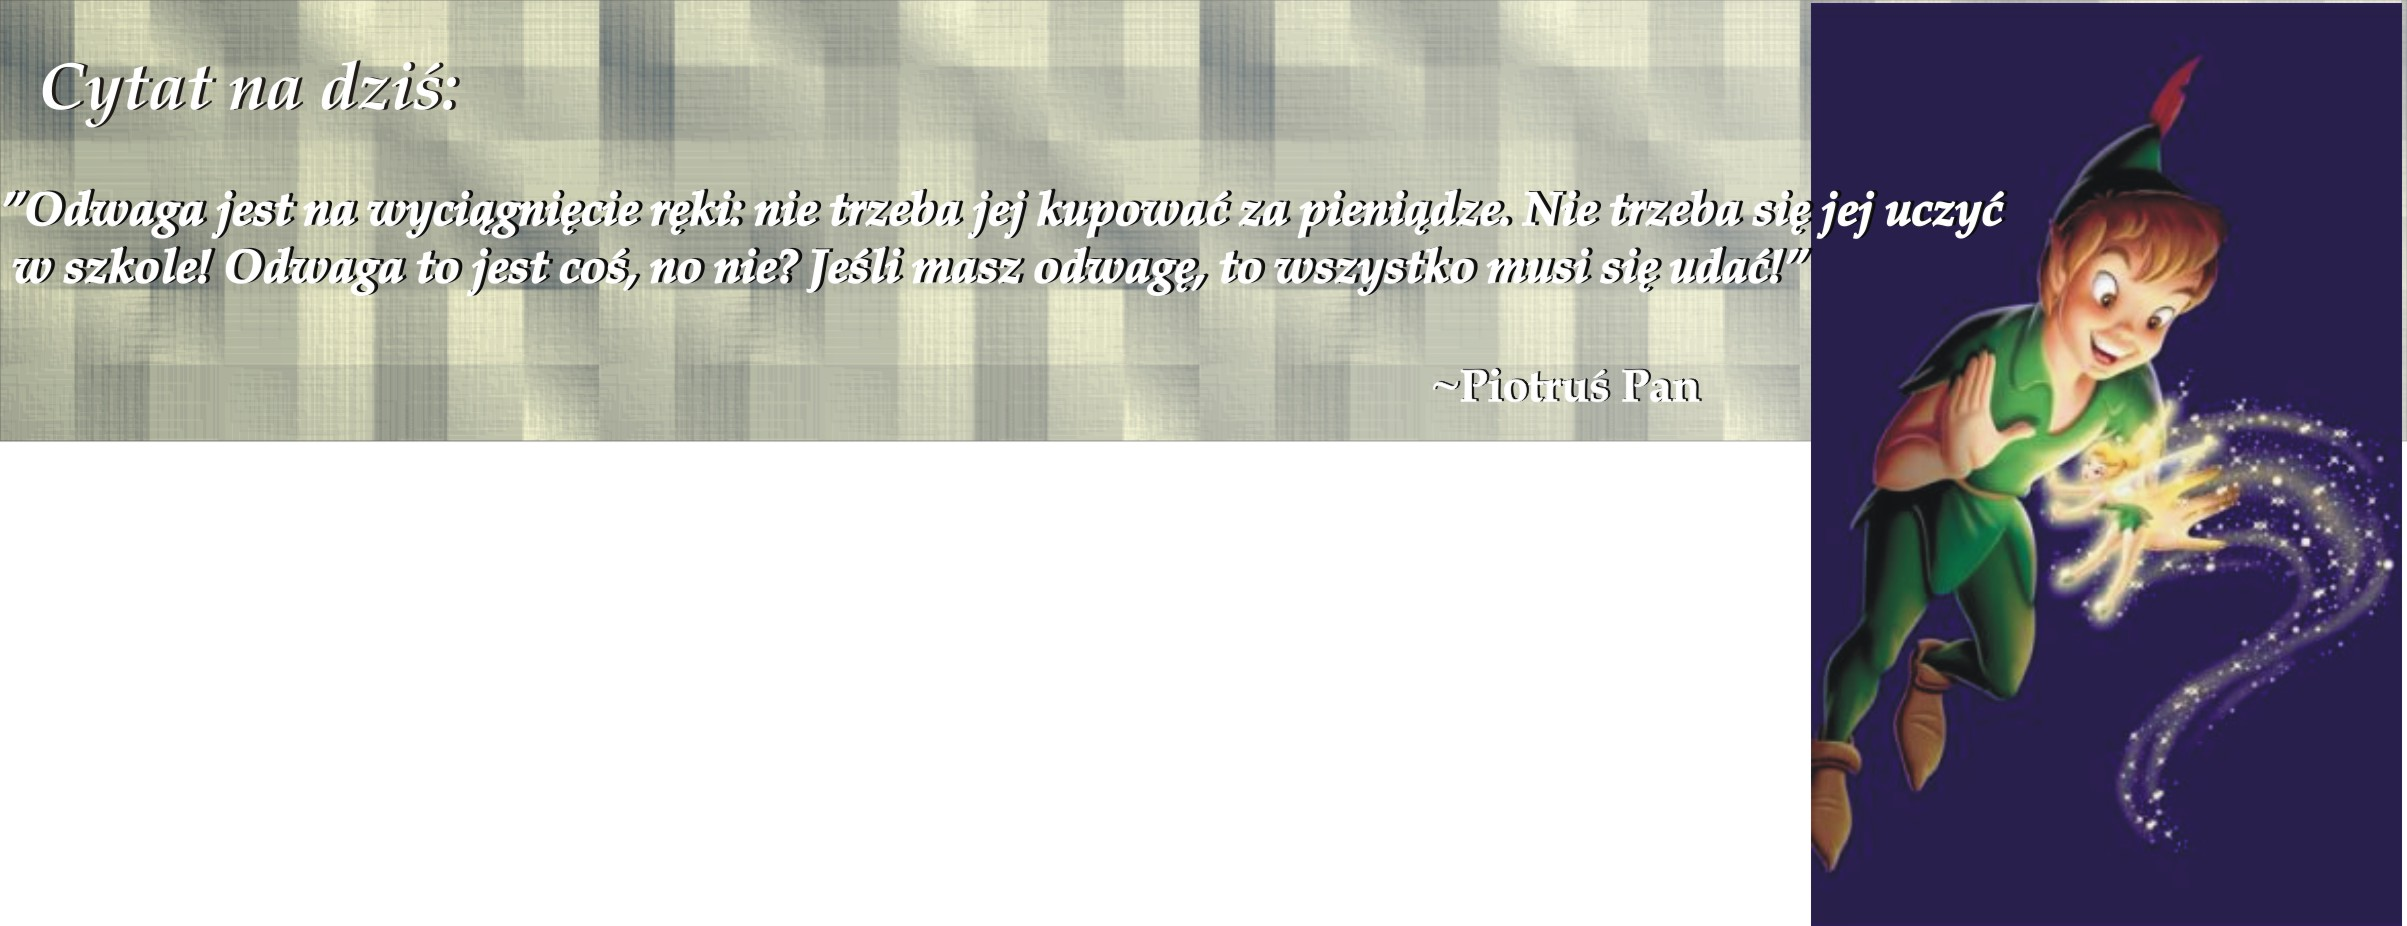 Cytat na dziś:
"Odwaga jest na wyciągnięcie ręki: nie trzeba jej kupować za pieniądze. Nie trzeba się jej uczyć
w szkole! Odwaga to jest coś, no nie? Jeśli masz odwagę, to wszystko musi się udać!"
~Piotruś Pan